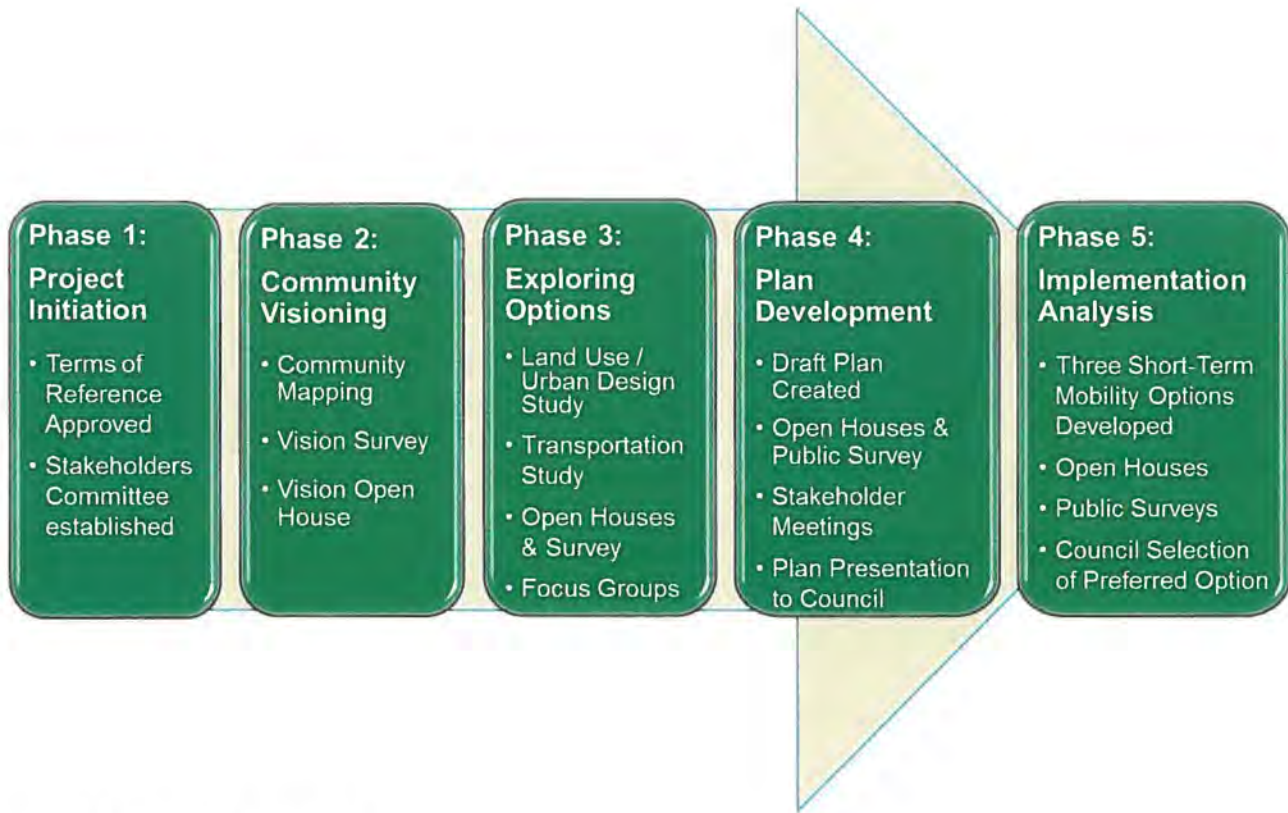 Phase 1:
Project
Initiation
• Terms of
Reference
Approved
• Stakeholders
Committee
established
Phase 2:
Community
Visioning
• Community
Mapping
• Vision Survey
• Vision Open
House
Phase 3:
Exploring
Options
• Land Use /
Urban Design
Study
• Transportation
Study
• Open Houses
& Survey
• Focus Groups
Phase 4:
Plan
Development
• Draft Plan
Created
• Open Houses &
Public Survey
• Stakeholder
Meetings
• Plan Presentation
to Council
Phase 5:
Implementation
Analysis
• Three Short-Term
Mobility Options
Developed
• Open Houses
• Public Surveys
• Council Selection
of Preferred Option